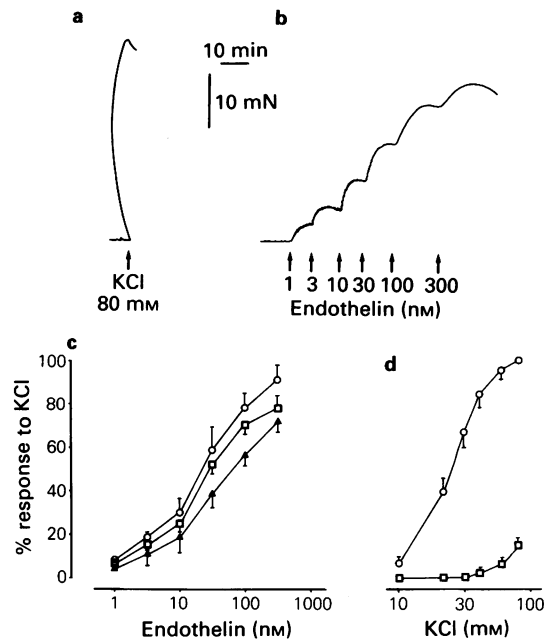 a
b
10 min
10 mN
KCl
80 mM
1 3 10 30 100 300
Endothelin (nM)
c
% response to KCl
100
80
60
40
20
0
1 10 100 1000
Endothelin (nM)
d
10 30 100
KCl (mM)